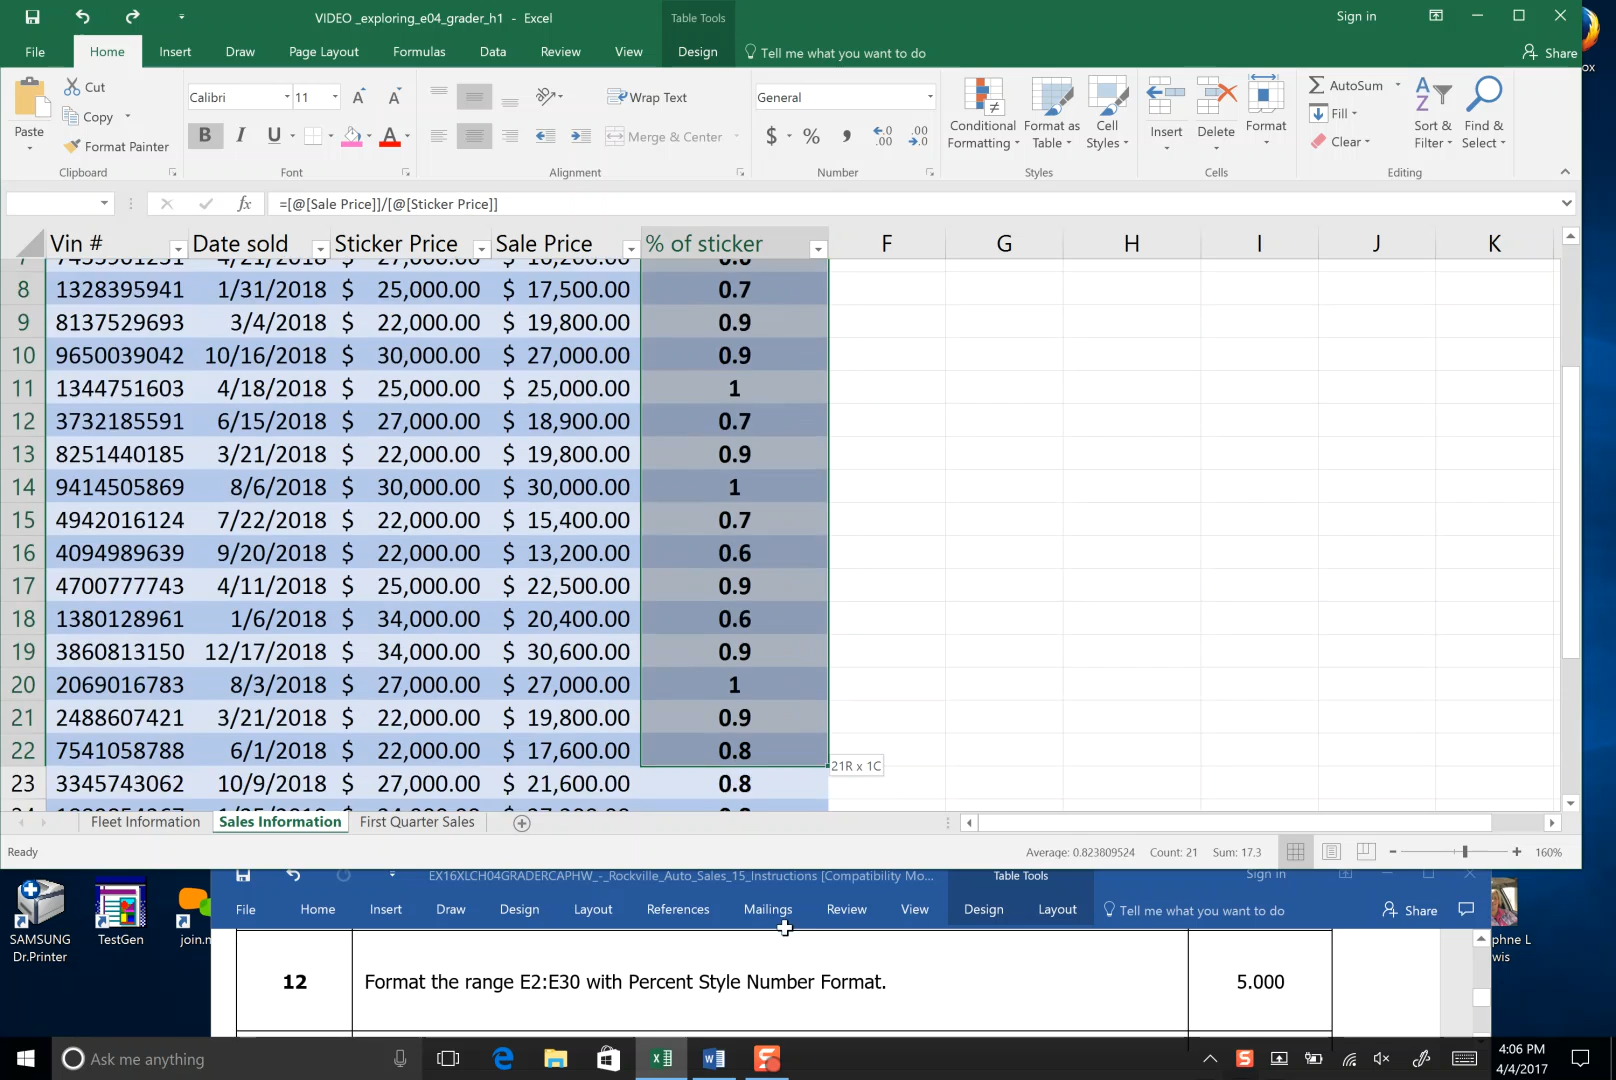 VIDEO _exploring_e04_grader_h1 - Excel
Table Tools
Sign in
File Home Insert Draw Page Layout Formulas Data Review View Design Tell me what you want to do Share
Paste Cut Copy Format Painter
Calibri 11
B I U A
Wrap Text
Merge & Center
General
$ % , .00 .00
Conditional Formatting
Format as Table
Cell Styles
Insert Delete Format
AutoSum
Fill
Clear
Sort & Filter
Find & Select
Clipboard Font Alignment Number Styles Cells Editing
fx =[@[Sale Price]]/[@[Sticker Price]]
Vin # Date sold Sticker Price Sale Price % of sticker F G H I J K
8 1328395941 1/31/2018 $ 25,000.00 $ 17,500.00 0.7
9 8137529693 3/4/2018 $ 22,000.00 $ 19,800.00 0.9
10 9650039042 10/16/2018 $ 30,000.00 $ 27,000.00 0.9
11 1344751603 4/18/2018 $ 25,000.00 $ 25,000.00 1
12 3732185591 6/15/2018 $ 27,000.00 $ 18,900.00 0.7
13 8251440185 3/21/2018 $ 22,000.00 $ 19,800.00 0.9
14 9414505869 8/6/2018 $ 30,000.00 $ 30,000.00 1
15 4942016124 7/22/2018 $ 22,000.00 $ 15,400.00 0.7
16 4094989639 9/20/2018 $ 22,000.00 $ 13,200.00 0.6
17 4700777743 4/11/2018 $ 25,000.00 $ 22,500.00 0.9
18 1380128961 1/6/2018 $ 34,000.00 $ 20,400.00 0.6
19 3860813150 12/17/2018 $ 34,000.00 $ 30,600.00 0.9
20 2069016783 8/3/2018 $ 27,000.00 $ 27,000.00 1
21 2488607421 3/21/2018 $ 22,000.00 $ 19,800.00 0.9
22 7541058788 6/1/2018 $ 22,000.00 $ 17,600.00 0.8
21R x 1C
23 3345743062 10/9/2018 $ 27,000.00 $ 21,600.00 0.8
Fleet Information Sales Information First Quarter Sales
Ready Average: 0.823809524 Count: 21 Sum: 17.3 160%
EX16XLCH04GRADERCAPHW_-_Rockville_Auto_Sales_15_Instructions [Compatibility Mo... Table Tools Sign in
File Home Insert Draw Design Layout References Mailings Review View Design Layout Tell me what you want to do Share
SAMSUNG Dr.Printer
TestGen
join.n
12 Format the range E2:E30 with Percent Style Number Format. 5.000
phne L
wis
Ask me anything
4:06 PM
4/4/2017